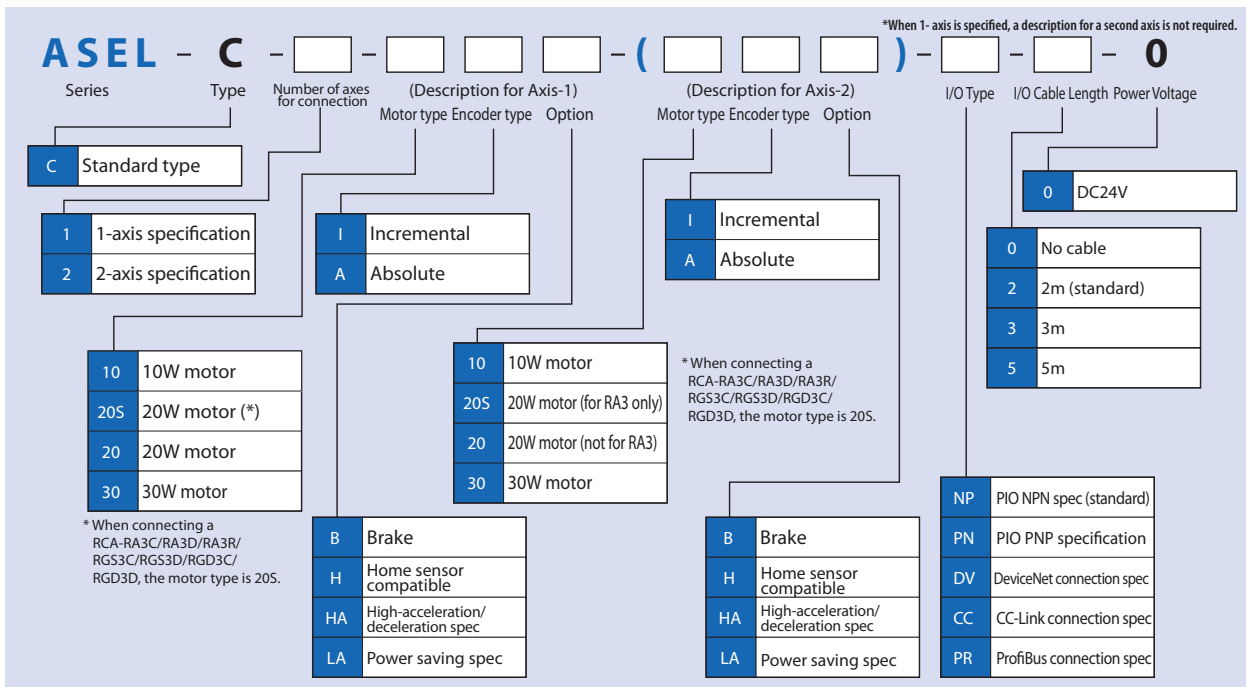 *When 1- axis is specified, a description for a second axis is not required.
ASEL - C - - - ( ) - - - 0
Series
Type
Number of axes
for connection
(Description for Axis-1)
Motor type Encoder type Option
(Description for Axis-2)
Motor type Encoder type Option
I/O Type
I/O Cable Length
Power Voltage
C Standard type
1 1-axis specification
2 2-axis specification
I Incremental
A Absolute
I Incremental
A Absolute
0 DC24V
0 No cable
2 2m (standard)
3 3m
5 5m
10 10W motor
20S 20W motor (*)
20 20W motor
30 30W motor
* When connecting a
RCA-RA3C/RA3D/RA3R/
RGS3C/RGS3D/RGD3C/
RGD3D, the motor type is 20S.
10 10W motor
20S 20W motor (for RA3 only)
20 20W motor (not for RA3)
30 30W motor
* When connecting a
RCA-RA3C/RA3D/RA3R/
RGS3C/RGS3D/RGD3C/
RGD3D, the motor type is 20S.
B Brake
H Home sensor
compatible
HA High-acceleration/
deceleration spec
LA Power saving spec
B Brake
H Home sensor
compatible
HA High-acceleration/
deceleration spec
LA Power saving spec
NP PIO NPN spec (standard)
PN PIO PNP specification
DV DeviceNet connection spec
CC CC-Link connection spec
PR ProfiBus connection spec